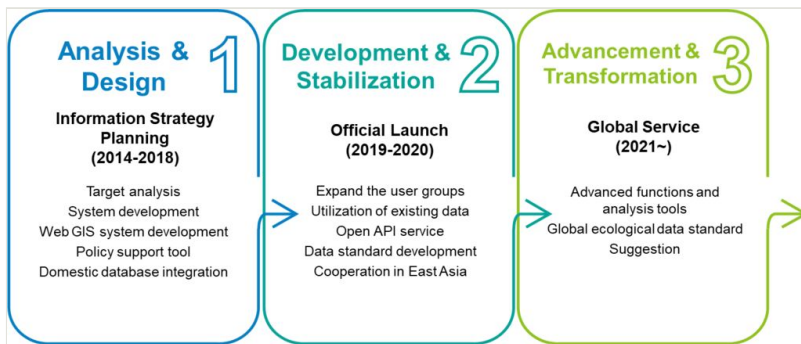 Analysis &
Design
1
Information Strategy
Planning
(2014-2018)
Target analysis
System development
Web GIS system development
Policy support tool
Domestic database integration
Development &
Stabilization
2
Official Launch
(2019-2020)
Expand the user groups
Utilization of existing data
Open API service
Data standard development
Cooperation in East Asia
Advancement &
Transformation
3
Global Service
(2021~)
Advanced functions and
analysis tools
Global ecological data standard
Suggestion